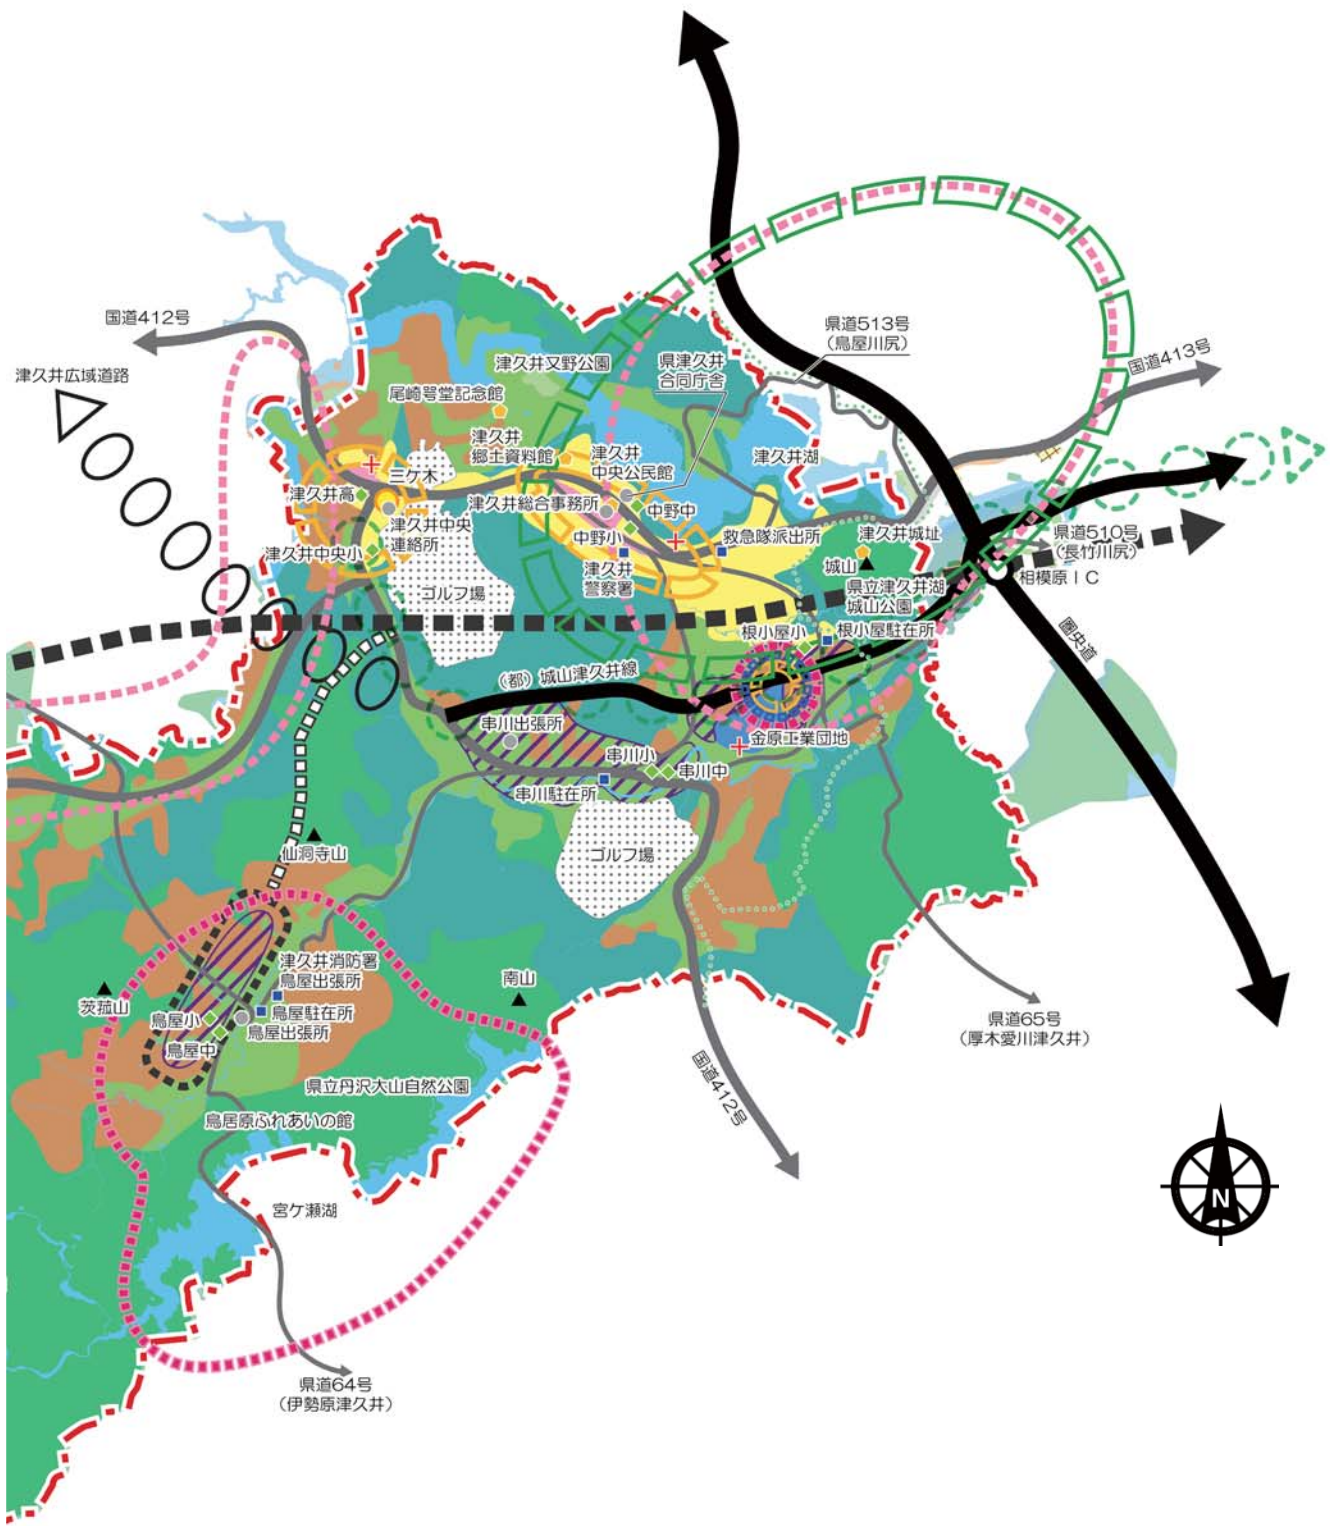 国道412号
津久井広域道路
県道513号
（鳥屋川尻）
国道413号
津久井又野公園
県津久井
合同庁舎
尾崎咢堂記念館
津久井
郷土資料館
津久井
中央公民館
津久井湖
三ケ木
津久井高
津久井総合事務所
中野中
津久井中央
連絡所
中野小
救急隊派出所
津久井城址
県道510号
（長竹川尻）
津久井中央小
津久井
警察署
城山
相模原ＩＣ
ゴルフ場
県立津久井湖
城山公園
根小屋小
根小屋駐在所
圏央道
（都）城山津久井線
串川出張所
金原工業団地
串川小
串川中
串川駐在所
仙洞寺山
ゴルフ場
津久井消防署
鳥屋出張所
南山
茨菰山
鳥屋小
鳥屋駐在所
鳥屋出張所
鳥屋中
県道65号
（厚木愛川津久井）
国道412号
県立丹沢大山自然公園
鳥居原ふれあいの館
N
宮ケ瀬湖
県道64号
（伊勢原津久井）